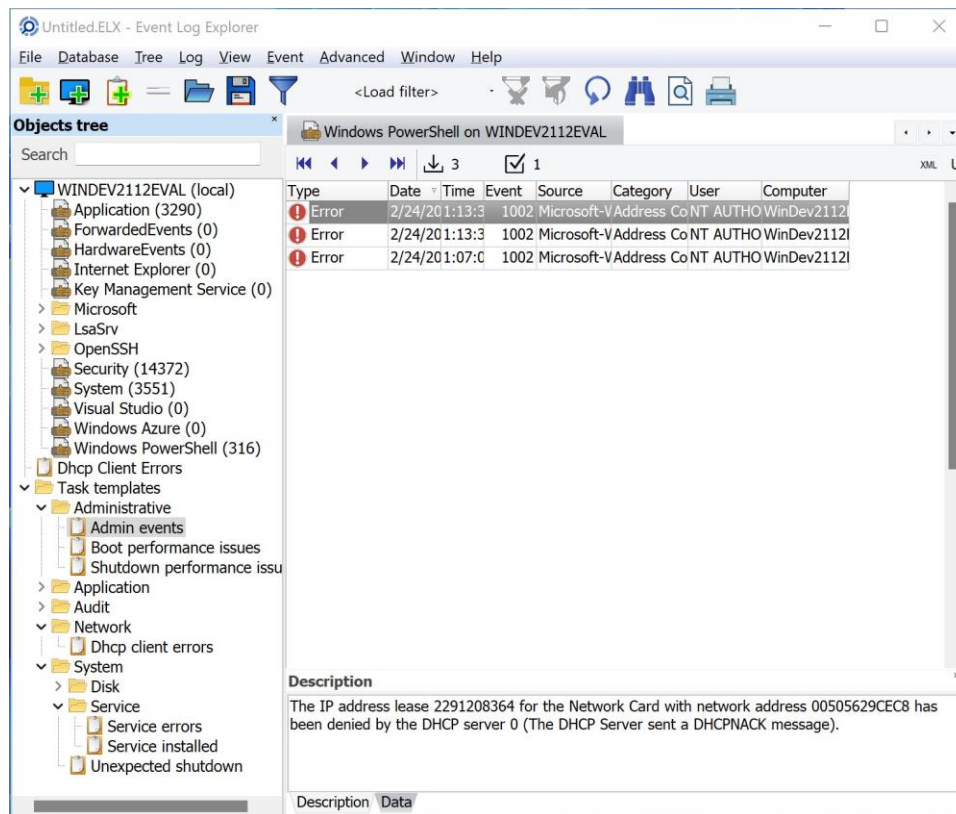 Untitled.ELX - Event Log Explorer
File Database Tree Log View Event Advanced Window Help
<Load filter>
Objects tree
Search
WINDEV2112EVAL (local)
Application (3290)
ForwardedEvents (0)
HardwareEvents (0)
Internet Explorer (0)
Key Management Service (0)
Microsoft
LsaSrv
OpenSSH
Security (14372)
System (3551)
Visual Studio (0)
Windows Azure (0)
Windows PowerShell (316)
Dhcp Client Errors
Task templates
Administrative
Admin events
Boot performance issues
Shutdown performance issu
Application
Audit
Network
Dhcp client errors
System
Disk
Service
Service errors
Service installed
Unexpected shutdown
Windows PowerShell on WINDEV2112EVAL
3 1 XML
Type Date Time Event Source Category User Computer
Error 2/24/20 1:13:3 1002 Microsoft-V Address Co NT AUTHO WinDev2112
Error 2/24/20 1:13:3 1002 Microsoft-V Address Co NT AUTHO WinDev2112
Error 2/24/20 1:07:0 1002 Microsoft-V Address Co NT AUTHO WinDev2112
Description
The IP address lease 2291208364 for the Network Card with network address 00505629CEC8 has
been denied by the DHCP server 0 (The DHCP Server sent a DHCPNACK message).
Description Data